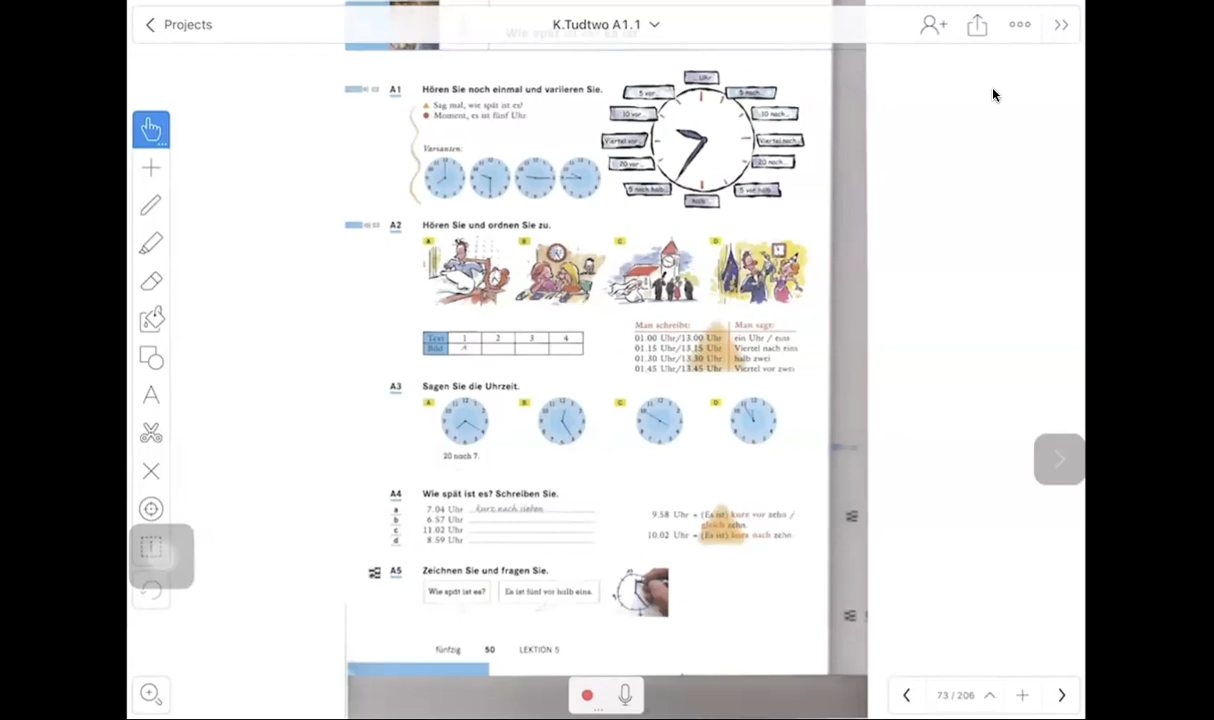 Projects
K.Tudtwo A1.1
Wie spät ist es? Es ist
A1 Hören Sie noch einmal und variieren Sie.
Sag mal, wie spät ist es?
Moment, es ist fünf Uhr.
Varianten:
... Uhr
5 vor...
5 nach...
10 vor...
10 nach...
Viertel vor...
Viertel nach...
20 vor...
20 nach...
5 nach halb...
5 vor halb...
halb...
A2 Hören Sie und ordnen Sie zu.
A B C D
Text 1 2 3 4
Bild A
Man schreibt: Man sagt:
01.00 Uhr/13.00 Uhr ein Uhr / eins
01.15 Uhr/13.15 Uhr Viertel nach eins
01.30 Uhr/13.30 Uhr halb zwei
01.45 Uhr/13.45 Uhr Viertel vor zwei
A3 Sagen Sie die Uhrzeit.
A B C D
20 nach 7.
A4 Wie spät ist es? Schreiben Sie.
a 7.04 Uhr kurz nach sieben
b 6.57 Uhr
c 11.02 Uhr
d 8.59 Uhr
9.58 Uhr = (Es ist) kurz vor zehn /
gleich zehn.
10.02 Uhr = (Es ist) kurz nach zehn.
A5 Zeichnen Sie und fragen Sie.
Wie spät ist es?
Es ist fünf vor halb eins.
fünfzig 50 LEKTION 5
73 / 206